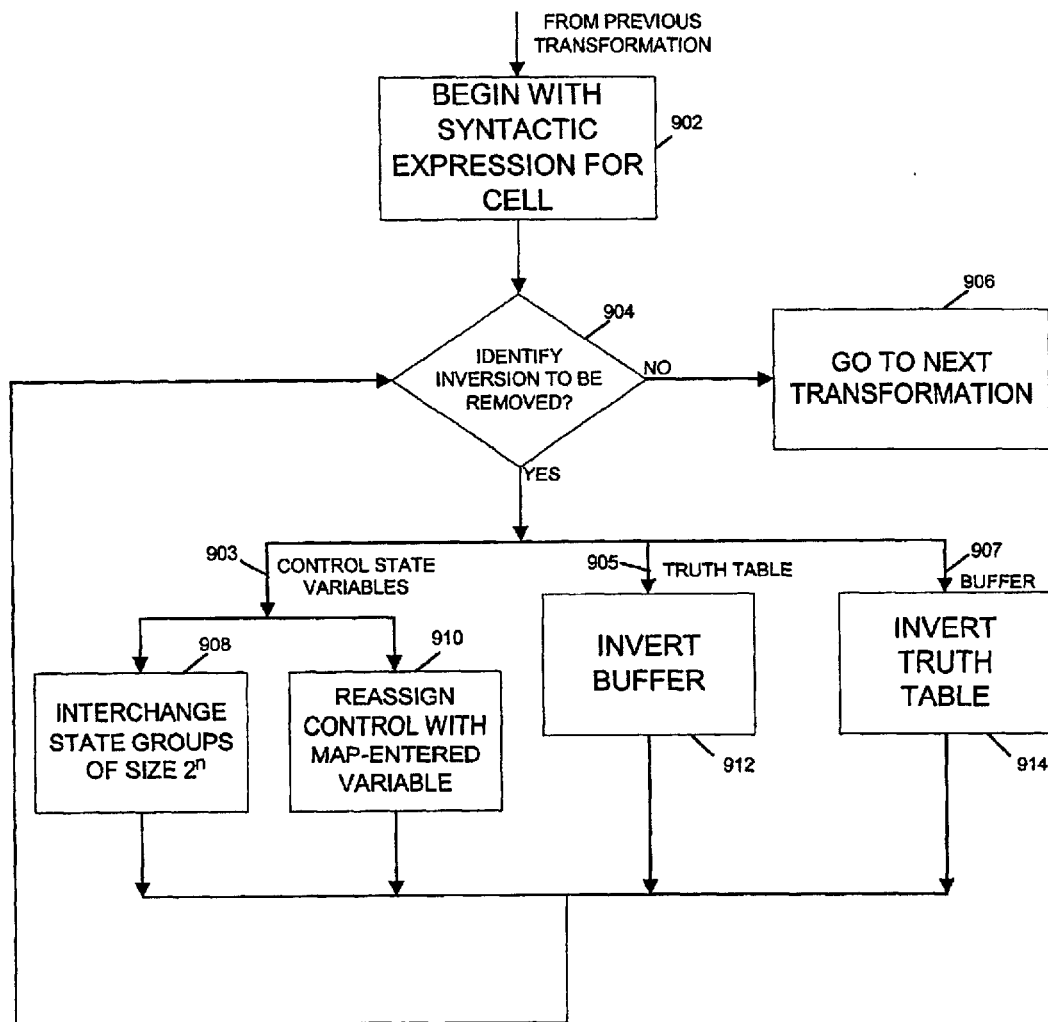 FROM PREVIOUS
TRANSFORMATION
BEGIN WITH
SYNTACTIC
EXPRESSION FOR
CELL
902
904
IDENTIFY
INVERSION TO BE
REMOVED?
NO
906
GO TO NEXT
TRANSFORMATION
YES
903
CONTROL STATE
VARIABLES
905
TRUTH TABLE
907
BUFFER
908
INTERCHANGE
STATE GROUPS
OF SIZE 2ⁿ
910
REASSIGN
CONTROL WITH
MAP-ENTERED
VARIABLE
INVERT
BUFFER
912
INVERT
TRUTH
TABLE
914